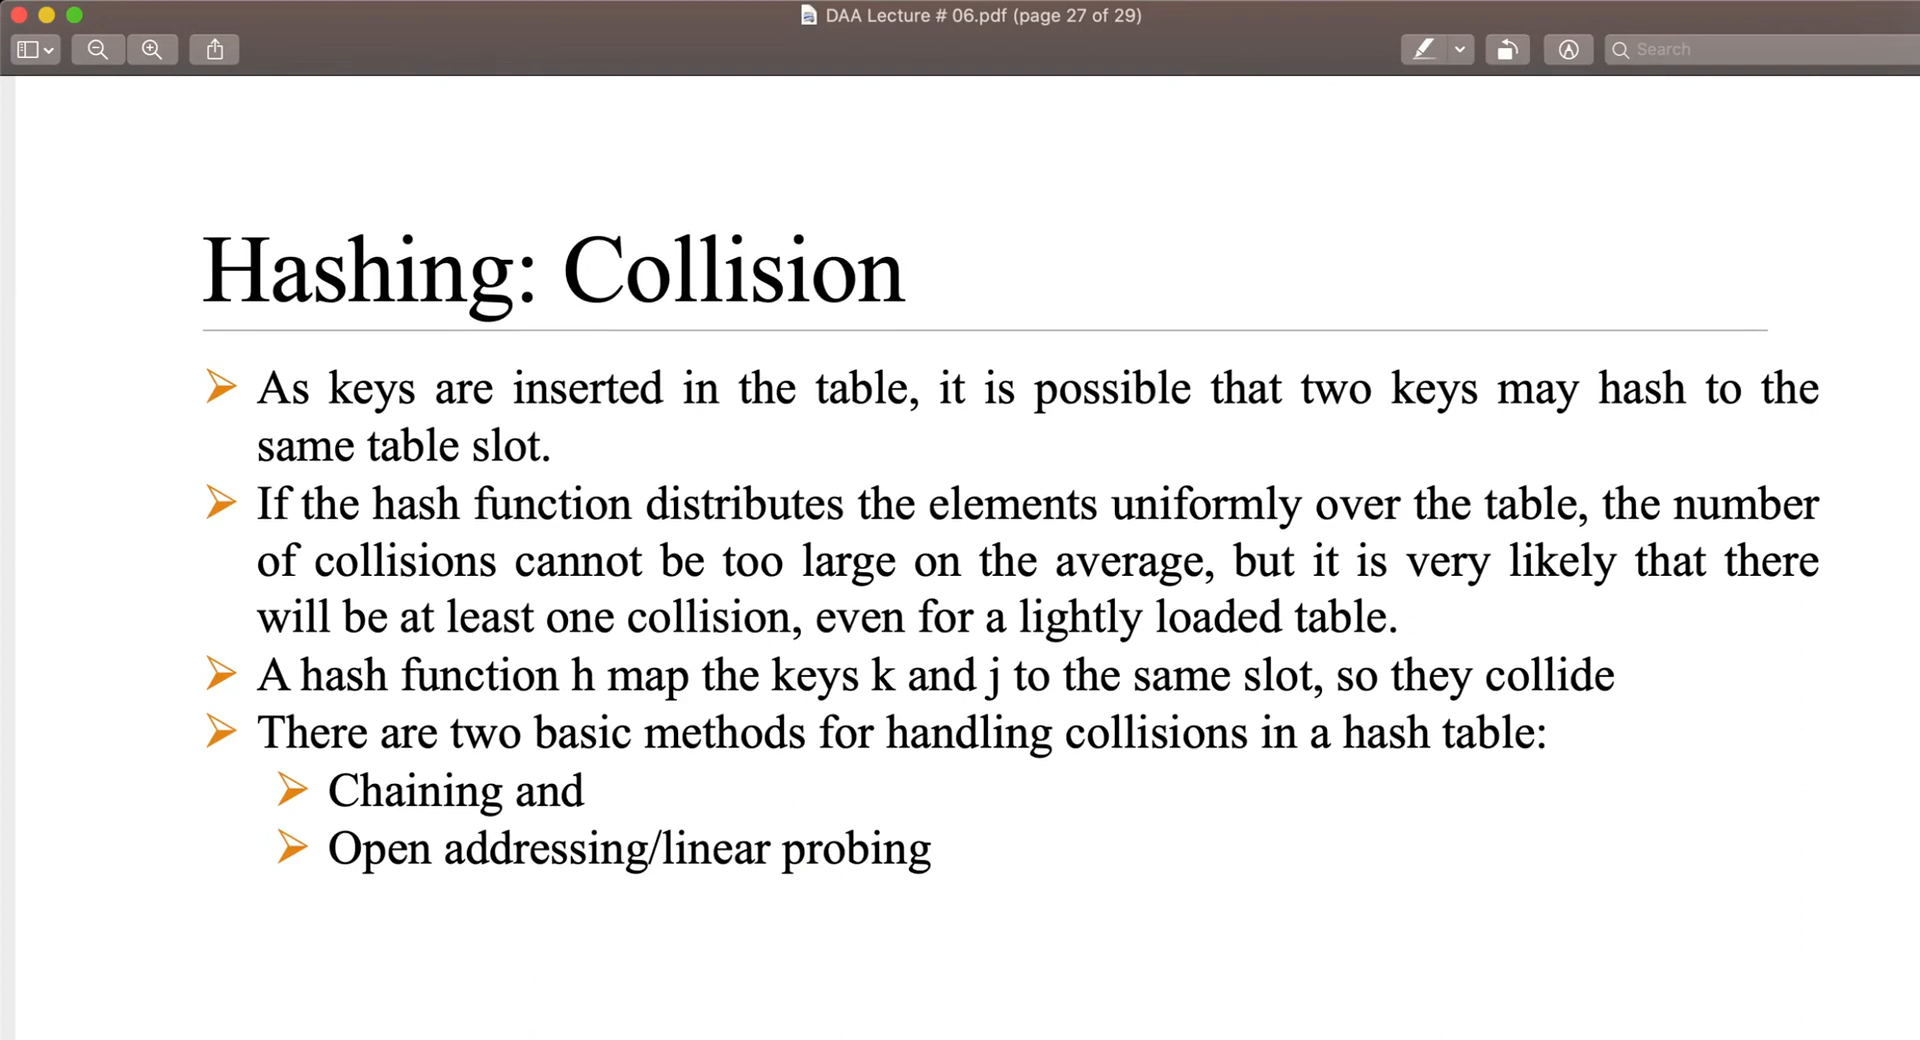 DAA Lecture # 06.pdf (page 27 of 29)
Search
Hashing: Collision
As keys are inserted in the table, it is possible that two keys may hash to the
same table slot.
If the hash function distributes the elements uniformly over the table, the number
of collisions cannot be too large on the average, but it is very likely that there
will be at least one collision, even for a lightly loaded table.
A hash function h map the keys k and j to the same slot, so they collide
There are two basic methods for handling collisions in a hash table:
Chaining and
Open addressing/linear probing